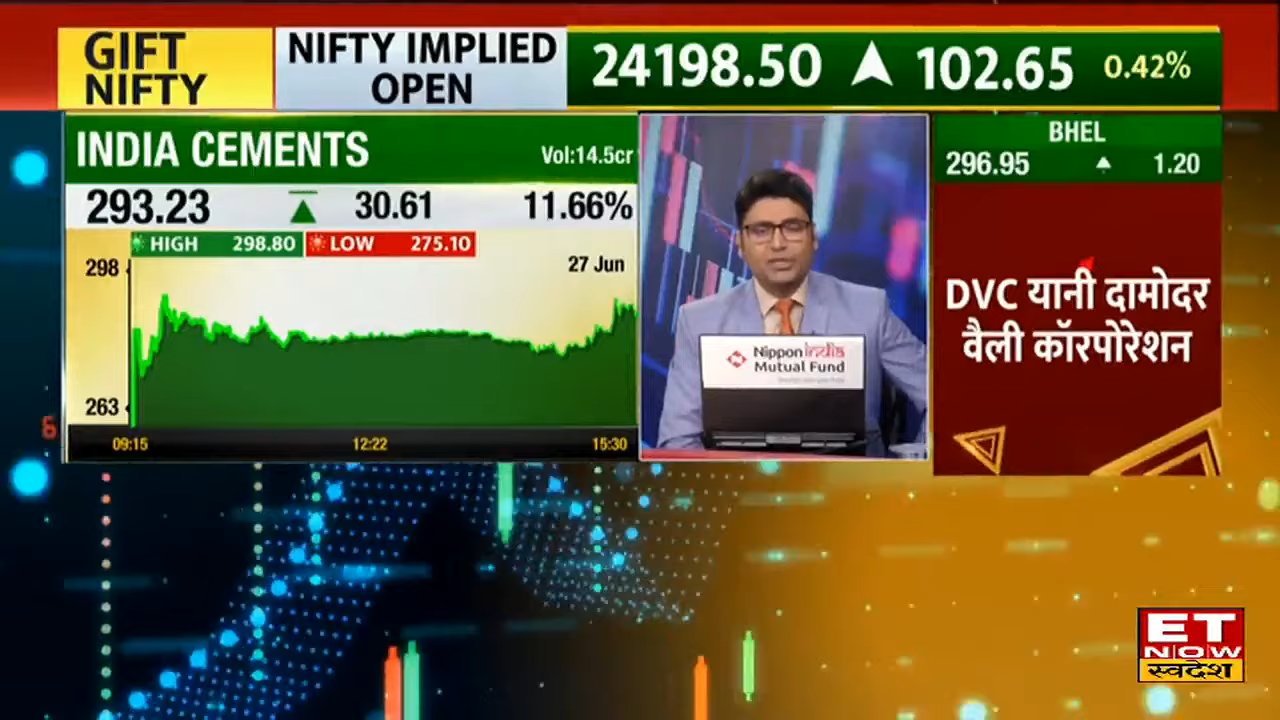 GIFT
NIFTY
NIFTY IMPLIED
OPEN
24198.50 ▲ 102.65 0.42%
INDIA CEMENTS
Vol:14.5cr
293.23 ▲ 30.61 11.66%
HIGH 298.80 LOW 275.10
27 Jun
298
263
09:15 12:22 15:30
Nippon india
Mutual Fund
BHEL
296.95 ▲ 1.20
DVC यानी दामोदर
वैली कॉरपोरेशन
6
ET
NOW
स्वदेश